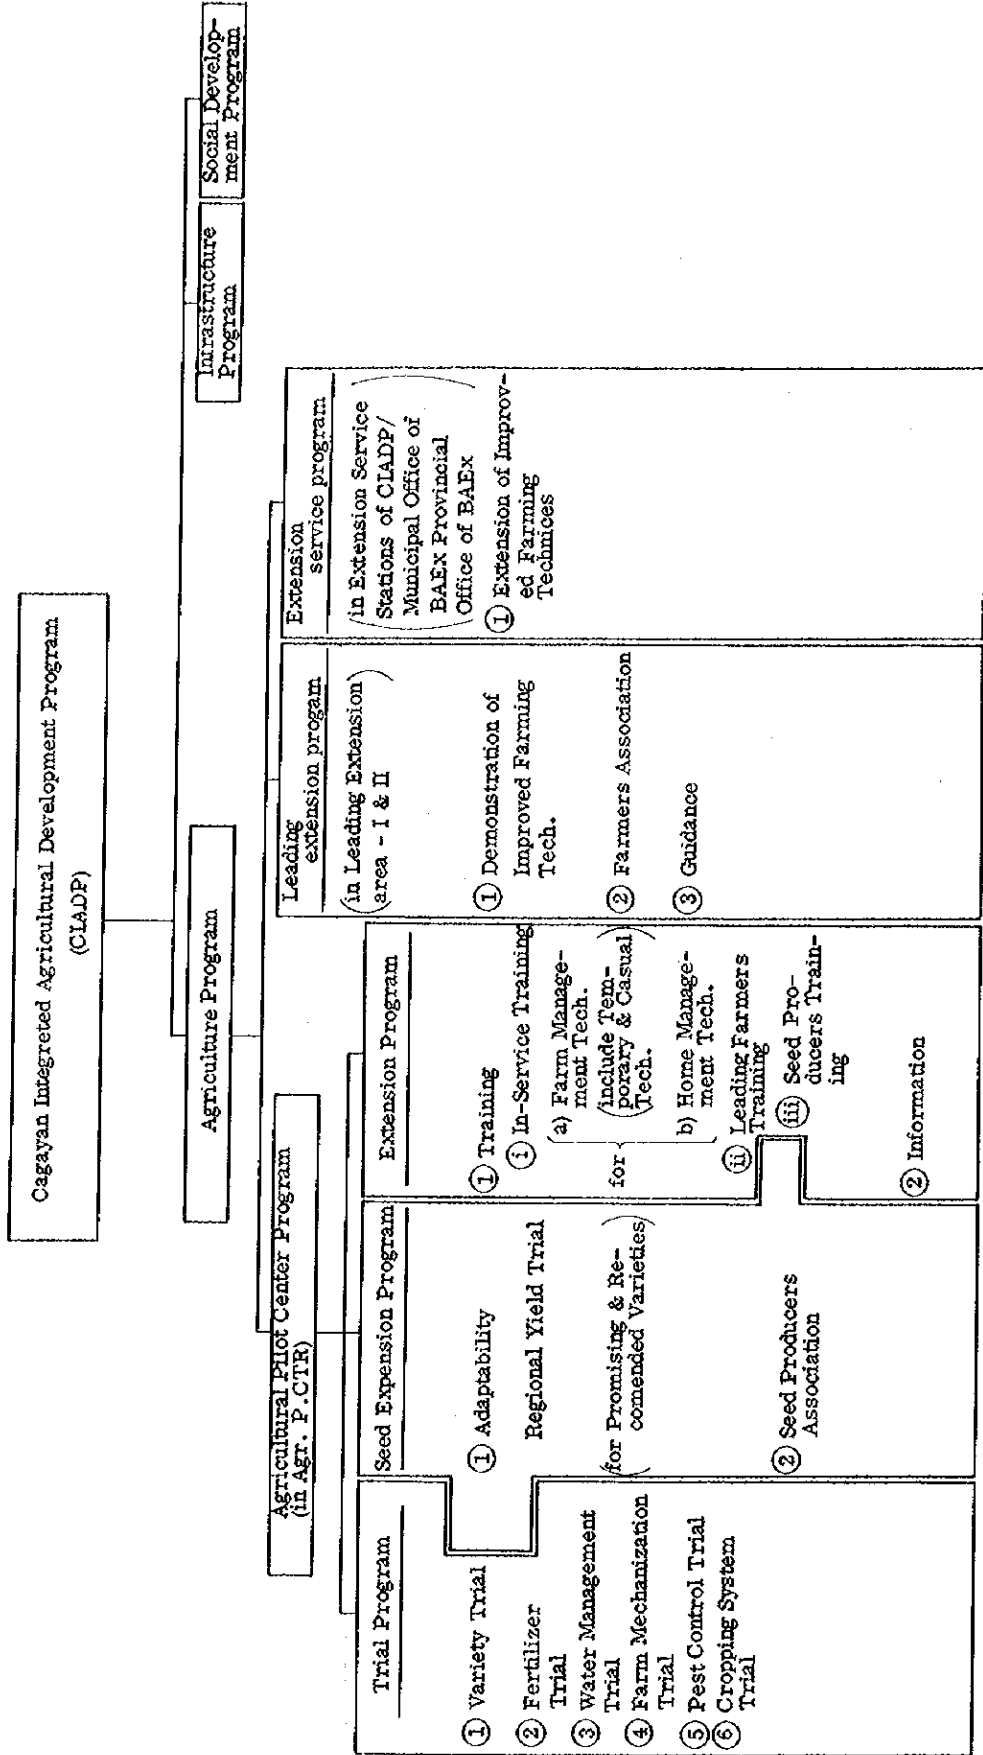 Cagayan Integreted Agricultural Development Program
(CIADP)
Agriculture Program
Infrastructure
Program
Social Develop-
ment Program
Agricultural Pilot Center Program
(in Agr. P.CTR)
Trial Program
① Variety Trial
② Fertilizer
Trial
③ Water Management
Trial
④ Farm Mechanization
Trial
⑤ Pest Control Trial
⑥ Cropping System
Trial
Seed Expension Program
① Adaptability
Regional Yield Trial
(for Promising & Re-
comended Varieties)
② Seed Producers
Association
Extension Program
① Training
ⓘ In-Service Training
for
a) Farm Manage-
ment Tech.
(include Tem-
porary & Casual
Tech.)
b) Home Manage-
ment Tech.
ii Leading Farmers
Training
iii Seed Pro-
ducers Train-
ing
② Information
Leading
extension progam
(in Leading Extension
area - I & II)
① Demonstration of
Improved Farming
Tech.
② Farmers Association
③ Guidance
Extension
service program
(in Extension Service
Stations of CIADP/
Municipal Office of
BAEx Provincial
Office of BAEx)
① Extension of Improv-
ed Farming
Technices